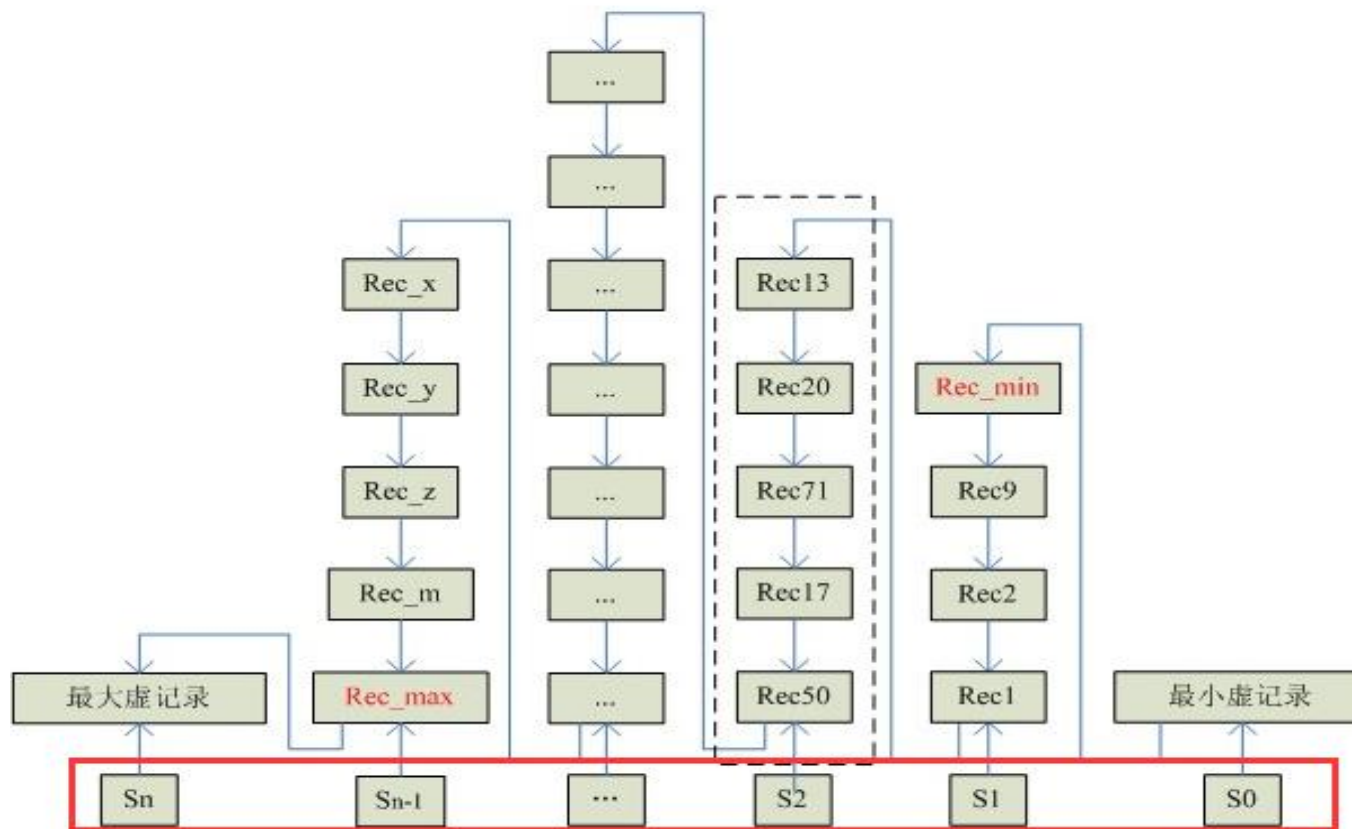 ...
...
Rec_x
...
Rec13
Rec_y
...
Rec20
Rec_min
Rec_z
...
Rec71
Rec9
Rec_m
...
Rec17
Rec2
最大虚记录
Rec_max
...
Rec50
Rec1
最小虚记录
Sn
Sn-1
...
S2
S1
S0